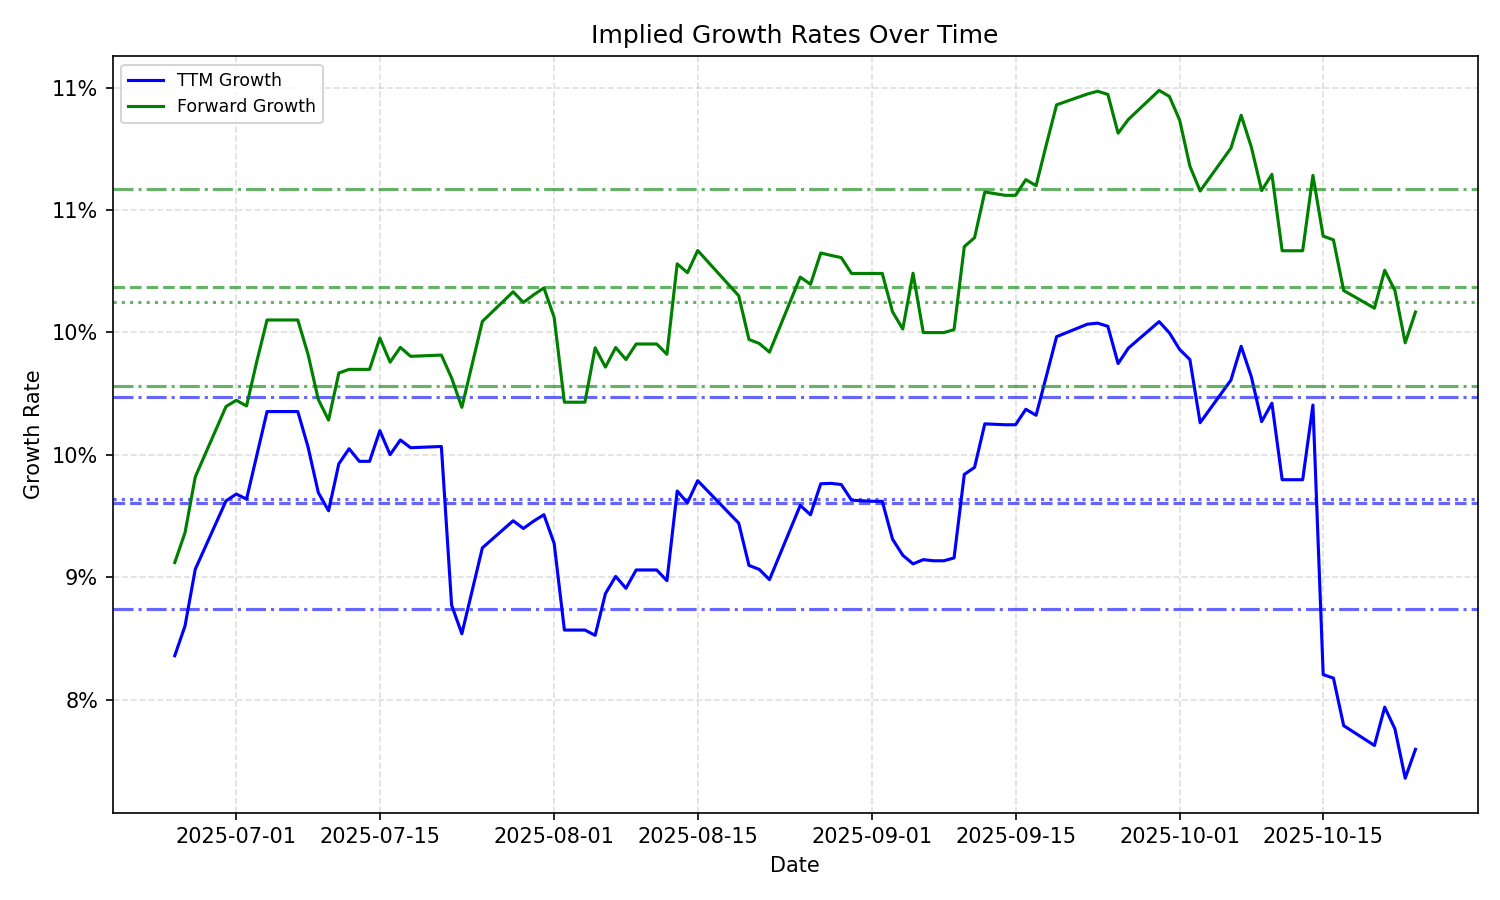 Implied Growth Rates Over Time
TTM Growth
Forward Growth
11%
11%
10%
10%
9%
8%
Growth Rate
2025-07-01
2025-07-15
2025-08-01
2025-08-15
2025-09-01
2025-09-15
2025-10-01
2025-10-15
Date